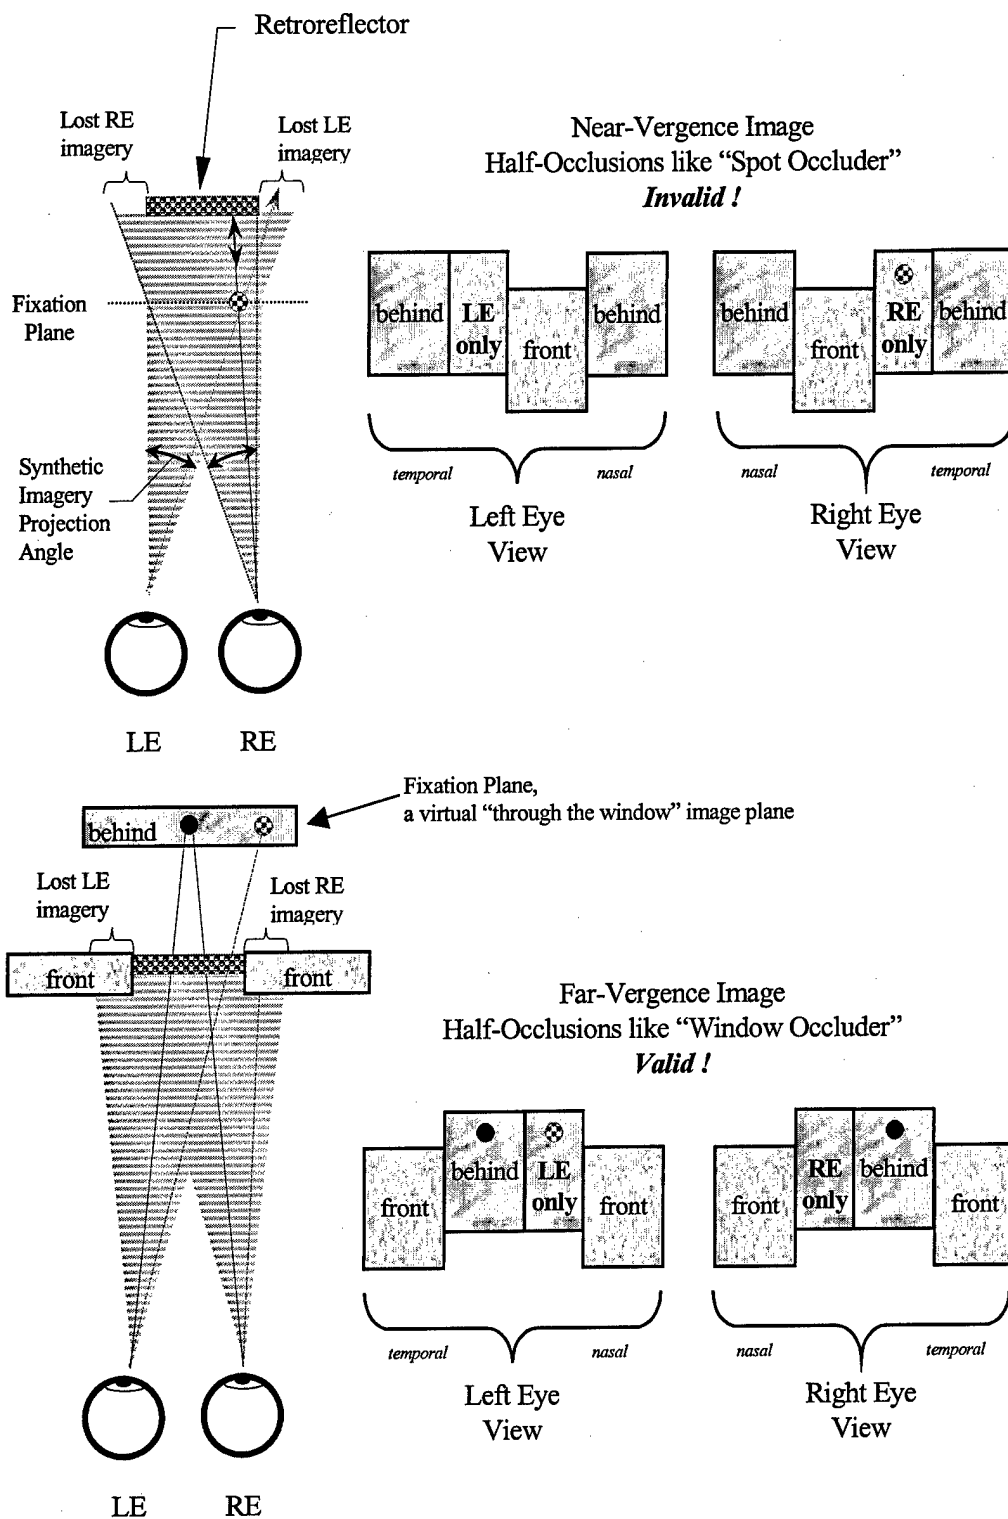 Retroreflector
Lost RE
imagery
Lost LE
imagery
Near-Vergence Image
Half-Occlusions like “Spot Occluder”
Invalid !
Fixation
Plane
behind
LE
only
front
behind
behind
front
RE
only
behind
Synthetic
Imagery
Projection
Angle
temporal
nasal
Left Eye
View
nasal
temporal
Right Eye
View
LE
RE
Fixation Plane,
a virtual “through the window” image plane
behind
Lost LE
imagery
Lost RE
imagery
front
front
Far-Vergence Image
Half-Occlusions like “Window Occluder”
Valid !
front
behind
LE
only
front
front
RE
only
behind
front
temporal
nasal
Left Eye
View
nasal
temporal
Right Eye
View
LE
RE